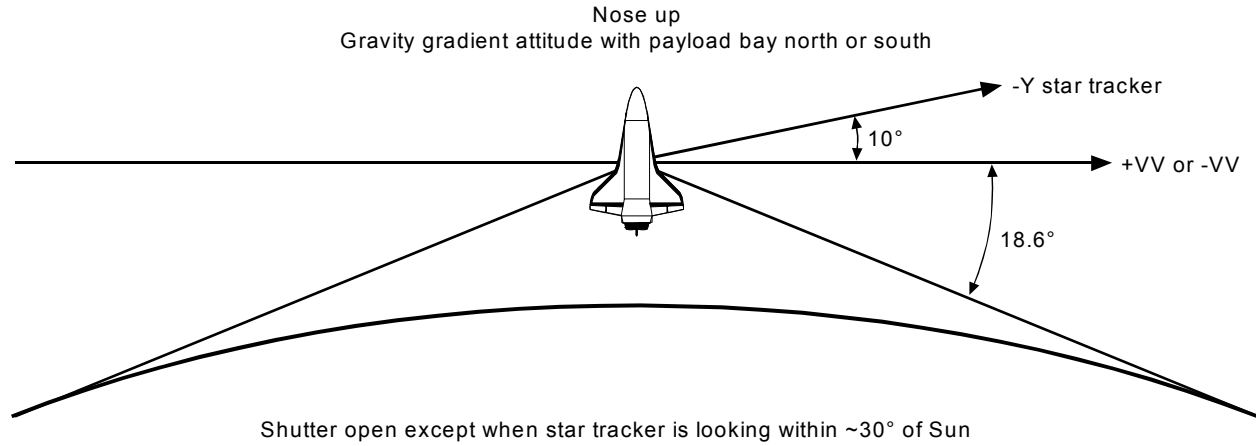 Nose up
Gravity gradient attitude with payload bay north or south
-Y star tracker
10°
+VV or -VV
18.6°
Shutter open except when star tracker is looking within ~30° of Sun